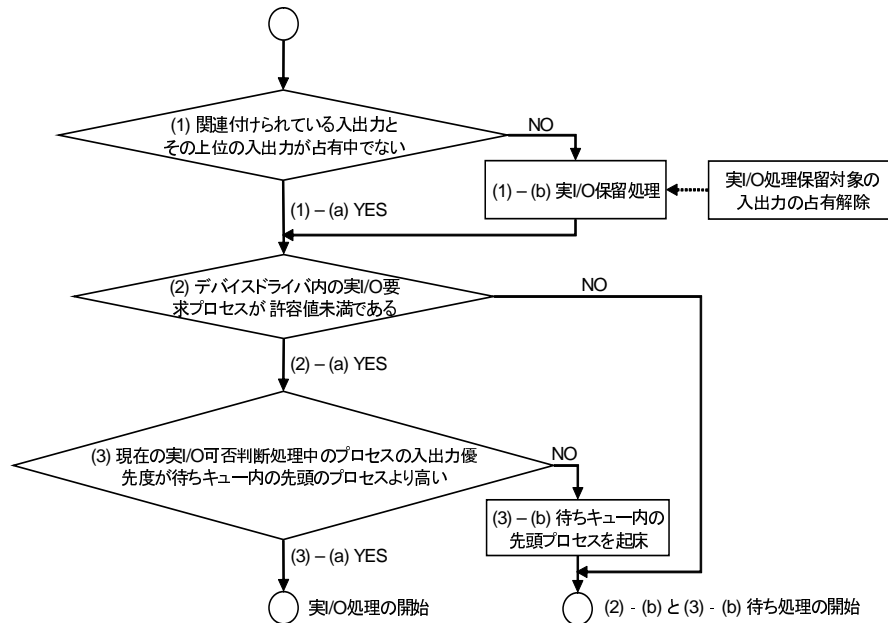 (1) 関連付けられている入出力と
その上位の入出力が占有中でない
NO
(1) – (b) 実I/O保留処理
実I/O処理保留対象の
入出力の占有解除
(1) – (a) YES
(2) デバイスドライバ内の実I/O要
求プロセスが 許容値未満である
NO
(2) – (a) YES
(3) 現在の実I/O可否判断処理中のプロセスの入出力優
先度が待ちキュー内の先頭のプロセスより高い
NO
(3) – (b) 待ちキュー内の
先頭プロセスを起床
(3) – (a) YES
実I/O処理の開始
(2) - (b) と (3) - (b) 待ち処理の開始